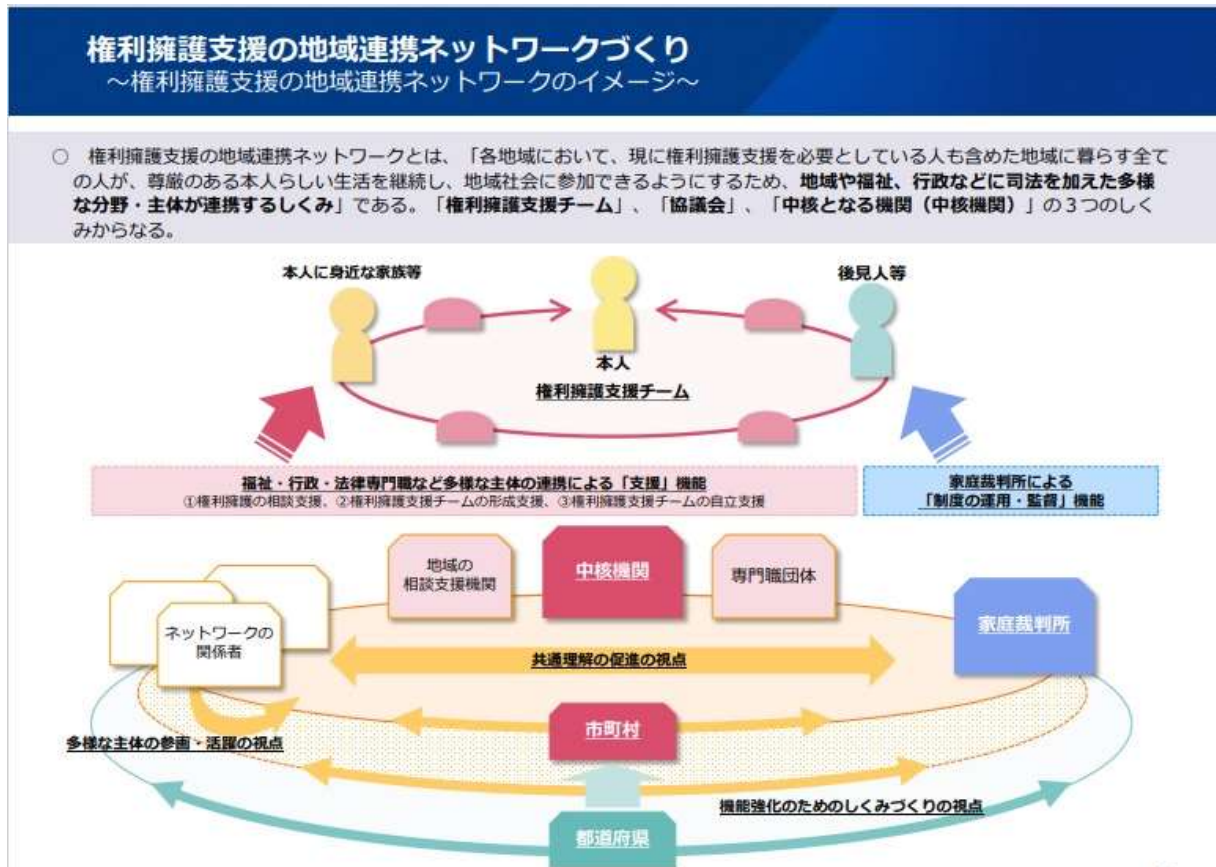 権利擁護支援の地域連携ネットワークづくり
～権利擁護支援の地域連携ネットワークのイメージ～
○ 権利擁護支援の地域連携ネットワークとは、「各地域において、現に権利擁護支援を必要としている人も含めた地域に暮らす全て
の人が、尊厳のある本人らしい生活を継続し、地域社会に参加できるようにするため、地域や福祉、行政などに司法を加えた多様
な分野・主体が連携するしくみ」である。「権利擁護支援チーム」、「協議会」、「中核となる機関（中核機関）」の３つのしく
みからなる。
本人に身近な家族等
後見人等
本人
権利擁護支援チーム
福祉・行政・法律専門職など多様な主体の連携による「支援」機能
①権利擁護の相談支援、②権利擁護支援チームの形成支援、③権利擁護支援チームの自立支援
家庭裁判所による
「制度の運用・監督」機能
地域の
相談支援機関
中核機関
専門職団体
ネットワークの
関係者
家庭裁判所
共通理解の促進の視点
市町村
多様な主体の参画・活躍の視点
機能強化のためのしくみづくりの視点
都道府県